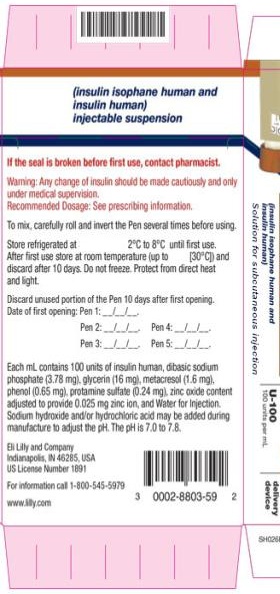 (insulin isophane human and
insulin human)
injectable suspension
If the seal is broken before first use, contact pharmacist.
Warning: Any change of insulin should be made cautiously and only
under medical supervision.
Recommended Dosage: See prescribing information.
To mix, carefully roll and invert the Pen several times before using.
Store refrigerated at 2°C to 8°C until first use.
After first use store at room temperature (up to [30°C]) and
discard after 10 days. Do not freeze. Protect from direct heat
and light.
Discard unused portion of the Pen 10 days after first opening.
Date of first opening: Pen 1: __/__/__.
Pen 2: __/__/__. Pen 4: __/__/__.
Pen 3: __/__/__. Pen 5: __/__/__.
Each mL contains 100 units of insulin human, dibasic sodium
phosphate (3.78 mg), glycerin (16 mg), metacresol (1.6 mg),
phenol (0.65 mg), protamine sulfate (0.24 mg), zinc oxide content
adjusted to provide 0.025 mg zinc ion, and Water for Injection.
Sodium hydroxide and/or hydrochloric acid may be added during
manufacture to adjust the pH. The pH is 7.0 to 7.8.
Eli Lilly and Company
Indianapolis, IN 46285, USA
US License Number 1891
For information call 1-800-545-5979
www.lilly.com
3 0002-8803-59 2
(insulin isophane human and
insulin human)
Solution for subcutaneous injection
U-100
100 units per mL
delivery
device